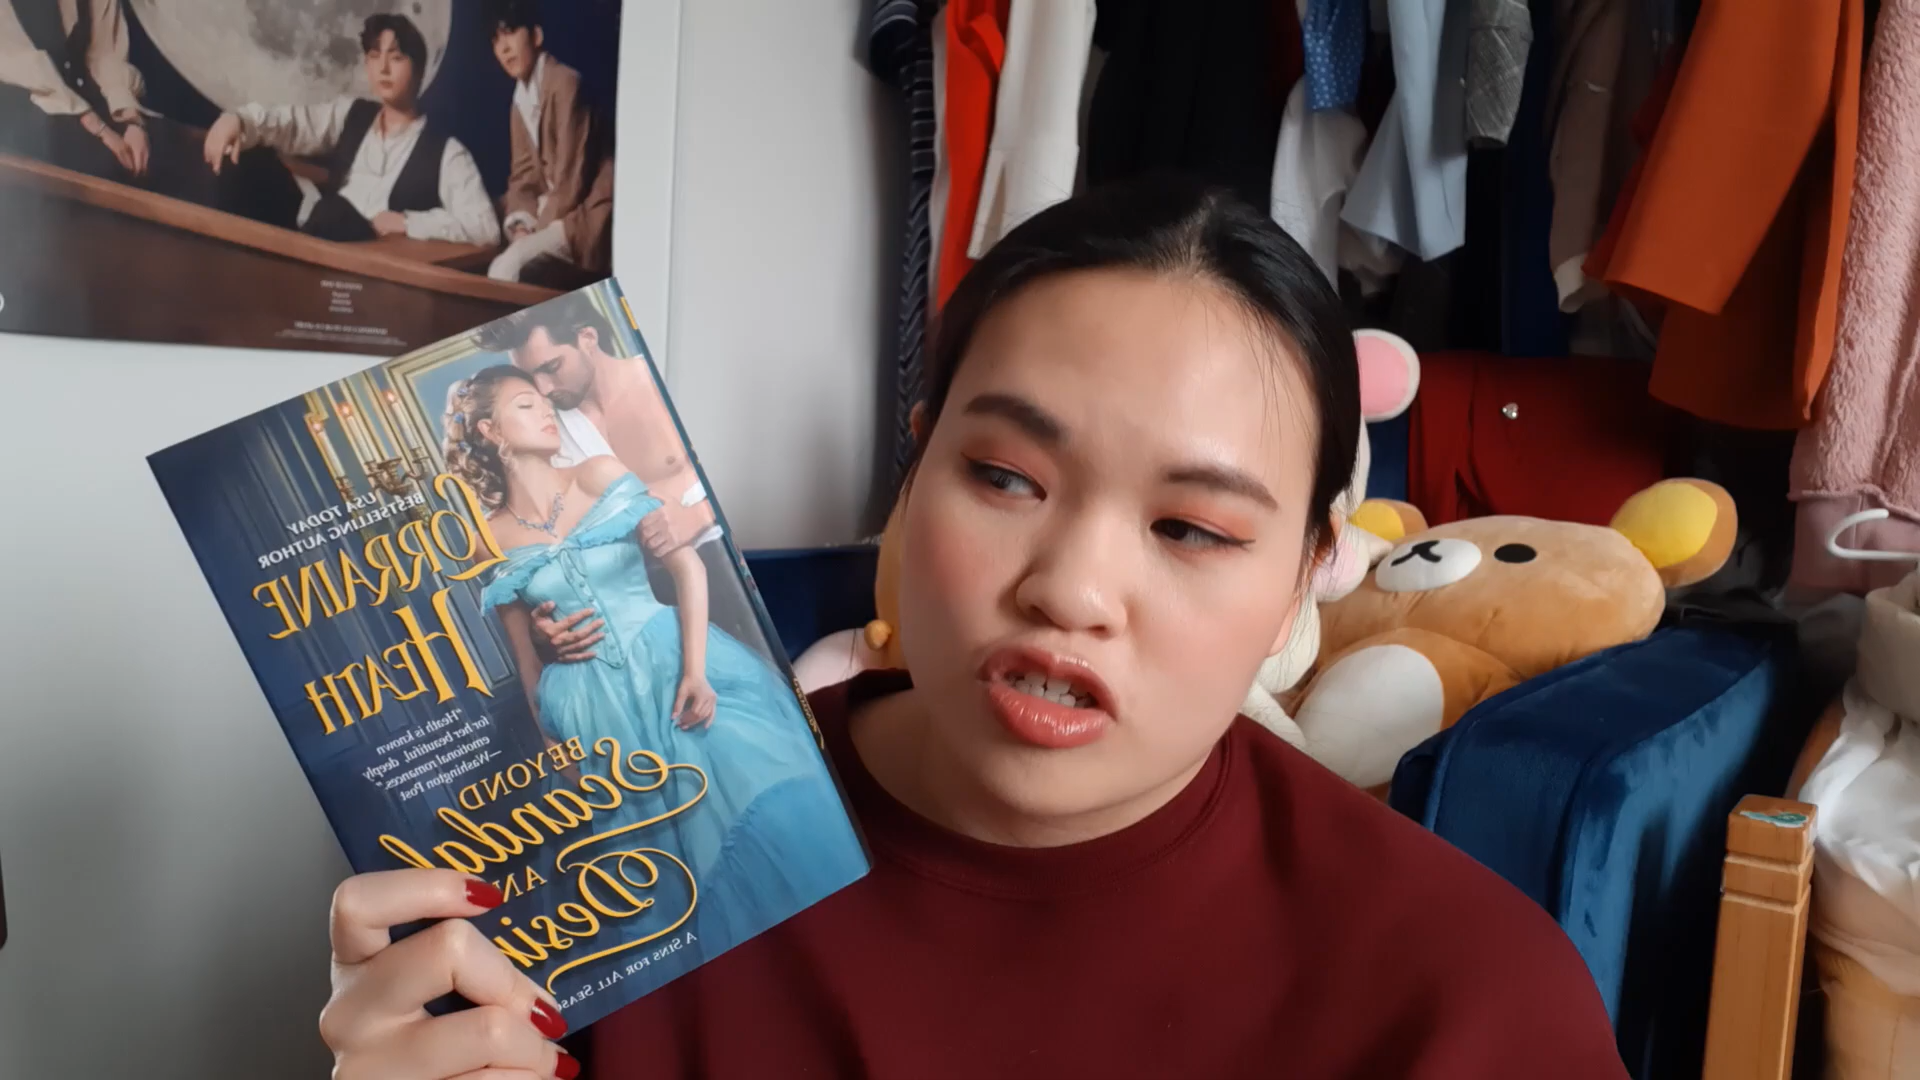 USA TODAY
BESTSELLING AUTHOR
LORRAINE
HEATH
"Heath is known
for her beautiful, deeply
emotional romances."
—Washington Post
BEYOND
Scandal
AND
Desire
A SINS FOR ALL SEASONS